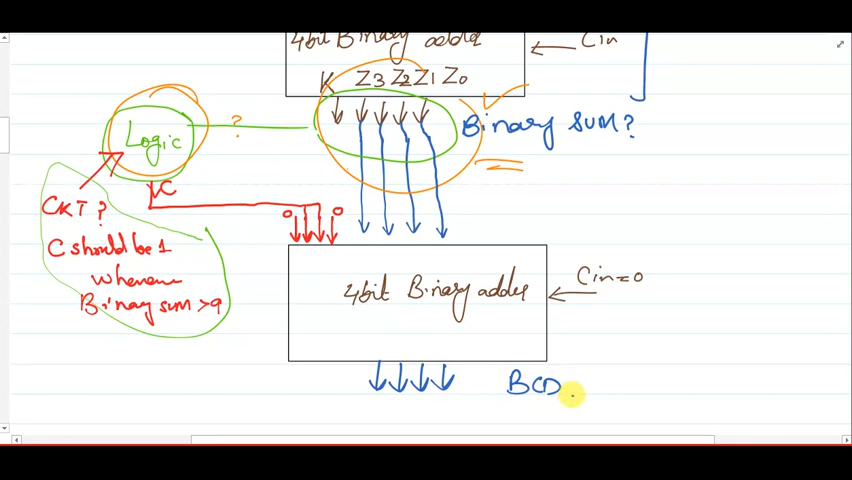 4bit Binary adder
Cin
K Z3 Z2 Z1 Z0
Binary SUM?
Logic
?
C
CKT?
C should be 1
whenever
Binary sum > 9
0 0
4bit Binary adder
Cin=0
BCD